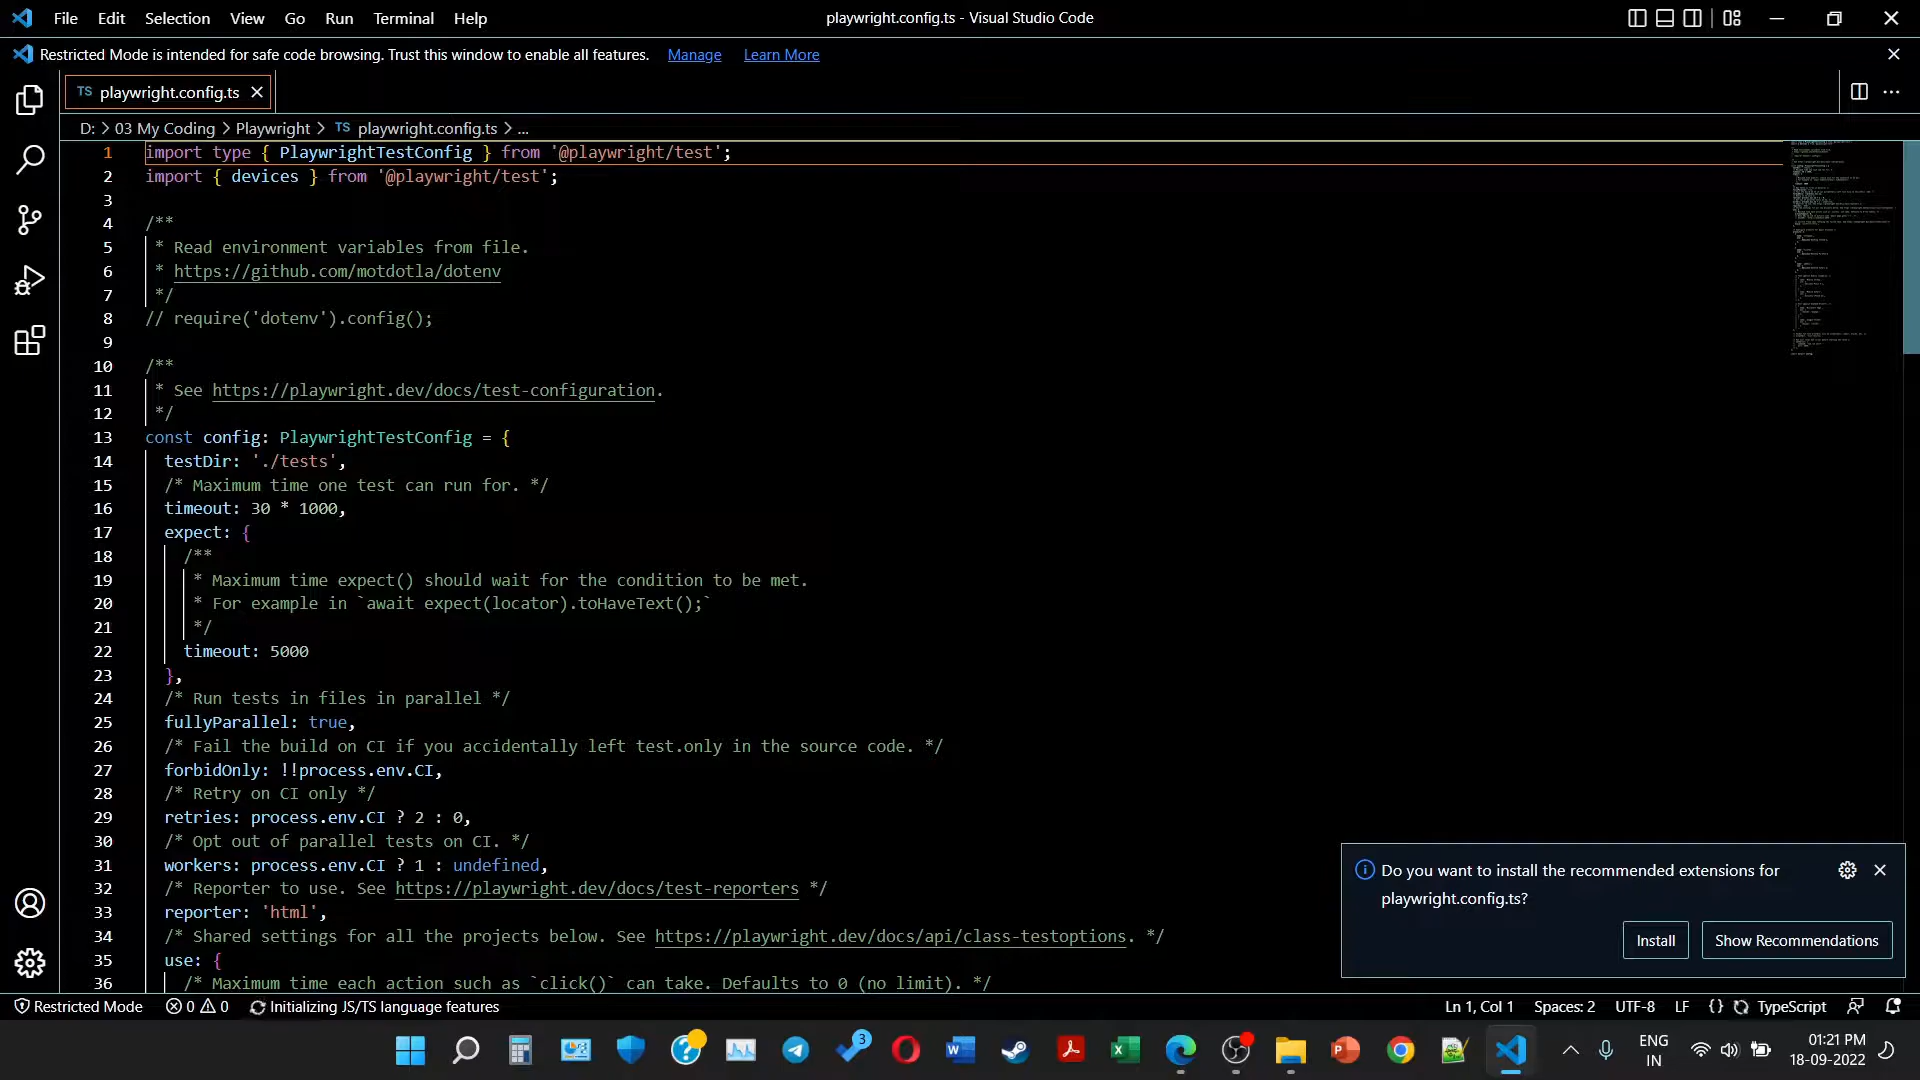 File Edit Selection View Go Run Terminal Help
playwright.config.ts - Visual Studio Code
Restricted Mode is intended for safe code browsing. Trust this window to enable all features. Manage Learn More
TS playwright.config.ts
D: > 03 My Coding > Playwright > TS playwright.config.ts > ...
1 import type { PlaywrightTestConfig } from '@playwright/test';
2 import { devices } from '@playwright/test';
3
4 /**
5 * Read environment variables from file.
6 * https://github.com/motdotla/dotenv
7 */
8 // require('dotenv').config();
9
10 /**
11 * See https://playwright.dev/docs/test-configuration.
12 */
13 const config: PlaywrightTestConfig = {
14 testDir: './tests',
15 /* Maximum time one test can run for. */
16 timeout: 30 * 1000,
17 expect: {
18 /**
19 * Maximum time expect() should wait for the condition to be met.
20 * For example in `await expect(locator).toHaveText();`
21 */
22 timeout: 5000
23 },
24 /* Run tests in files in parallel */
25 fullyParallel: true,
26 /* Fail the build on CI if you accidentally left test.only in the source code. */
27 forbidOnly: !!process.env.CI,
28 /* Retry on CI only */
29 retries: process.env.CI ? 2 : 0,
30 /* Opt out of parallel tests on CI. */
31 workers: process.env.CI ? 1 : undefined,
32 /* Reporter to use. See https://playwright.dev/docs/test-reporters */
33 reporter: 'html',
34 /* Shared settings for all the projects below. See https://playwright.dev/docs/api/class-testoptions. */
35 use: {
36 /* Maximum time each action such as `click()` can take. Defaults to 0 (no limit). */
Do you want to install the recommended extensions for
playwright.config.ts?
Install Show Recommendations
Restricted Mode 0 0 Initializing JS/TS language features
Ln 1, Col 1 Spaces: 2 UTF-8 LF {} TypeScript
3
ENG
IN
01:21 PM
18-09-2022